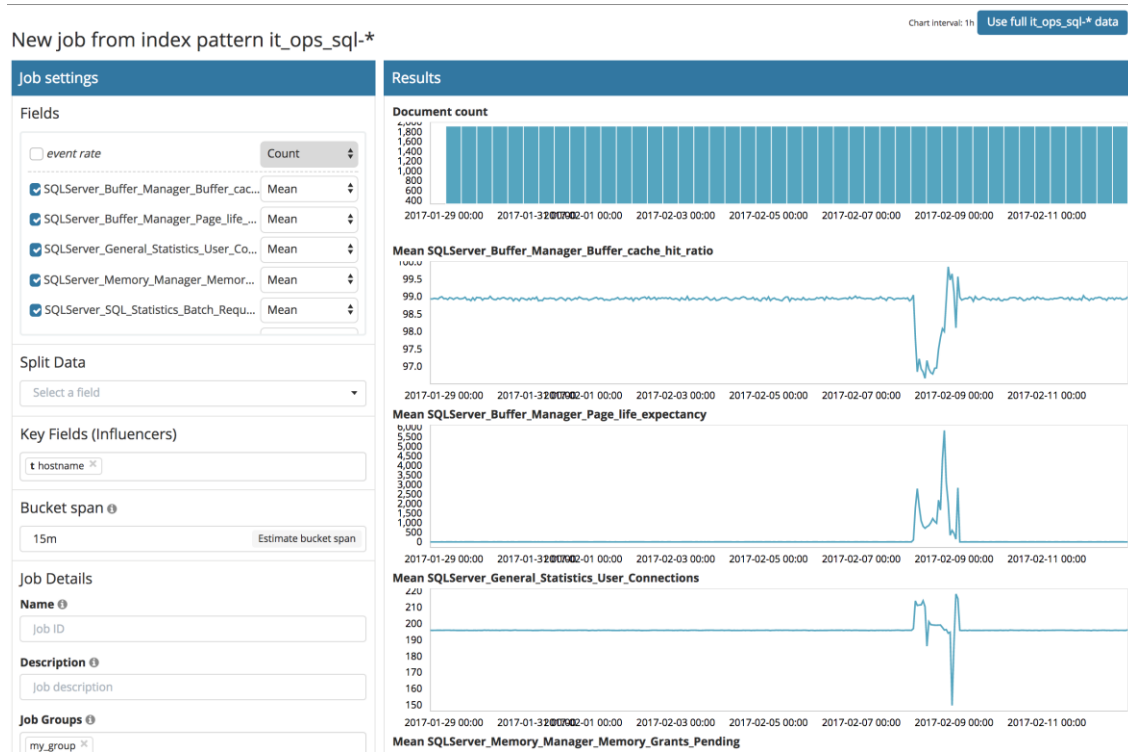 Chart interval: 1h
Use full it_ops_sql-* data
New job from index pattern it_ops_sql-*
Job settings
Fields
event rate
Count
SQLServer_Buffer_Manager_Buffer_cac...
Mean
SQLServer_Buffer_Manager_Page_life_...
Mean
SQLServer_General_Statistics_User_Co...
Mean
SQLServer_Memory_Manager_Memor...
Mean
SQLServer_SQL_Statistics_Batch_Requ...
Mean
Split Data
Select a field
Key Fields (Influencers)
t hostname ×
Bucket span
15m
Estimate bucket span
Job Details
Name
Job ID
Description
Job description
Job Groups
my_group ×
Results
Document count
2,000
1,800
1,600
1,400
1,200
1,000
800
600
400
2017-01-29 00:00 2017-02-03 00:00 2017-02-05 00:00 2017-02-07 00:00 2017-02-09 00:00 2017-02-11 00:00
Mean SQLServer_Buffer_Manager_Buffer_cache_hit_ratio
100.0
99.5
99.0
98.5
98.0
97.5
97.0
2017-01-29 00:00 2017-02-03 00:00 2017-02-05 00:00 2017-02-07 00:00 2017-02-09 00:00 2017-02-11 00:00
Mean SQLServer_Buffer_Manager_Page_life_expectancy
6,000
5,500
5,000
4,500
4,000
3,500
3,000
2,500
2,000
1,500
1,000
500
0
2017-01-29 00:00 2017-02-03 00:00 2017-02-05 00:00 2017-02-07 00:00 2017-02-09 00:00 2017-02-11 00:00
Mean SQLServer_General_Statistics_User_Connections
220
210
200
190
180
170
160
150
2017-01-29 00:00 2017-02-03 00:00 2017-02-05 00:00 2017-02-07 00:00 2017-02-09 00:00 2017-02-11 00:00
Mean SQLServer_Memory_Manager_Memory_Grants_Pending